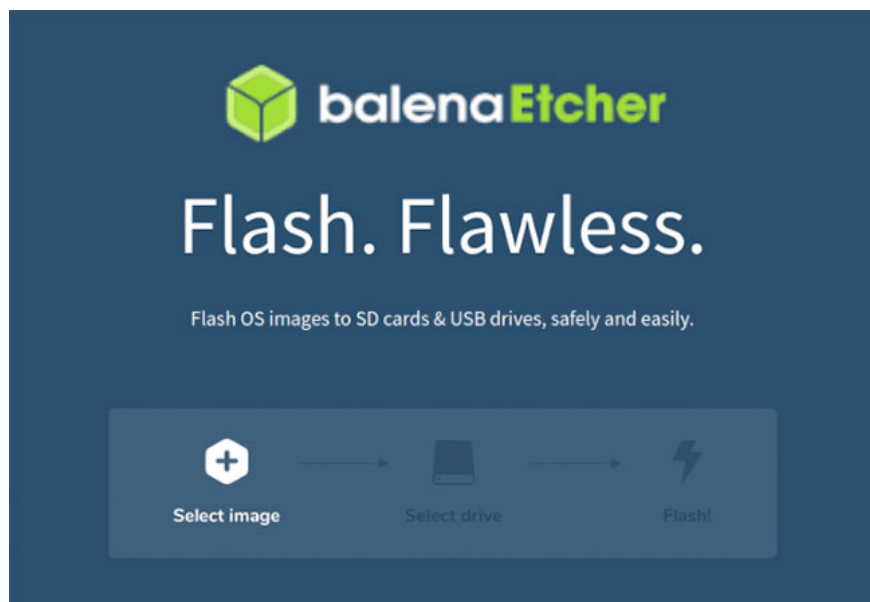 balenaEtcher
Flash. Flawless.
Flash OS images to SD cards & USB drives, safely and easily.
Select image
Select drive
Flash!